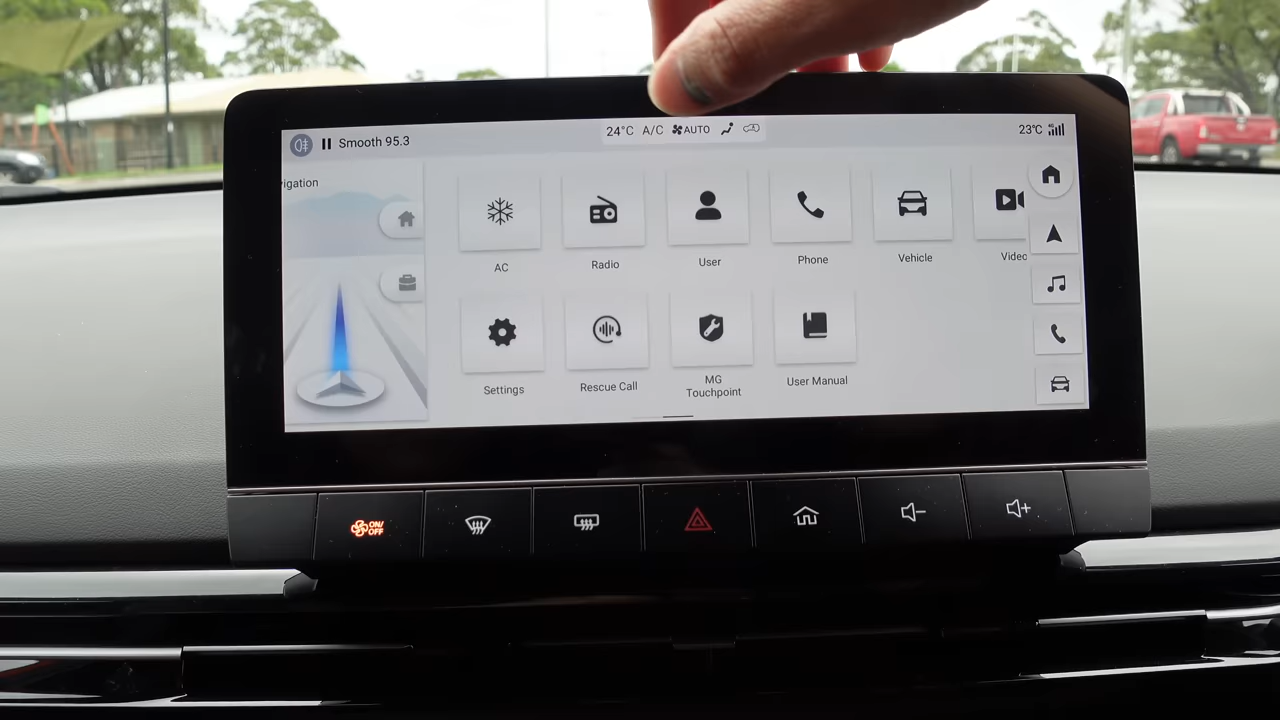 Smooth 95.3
24°C A/C AUTO
23°C
4G
igation
AC
Radio
User
Phone
Vehicle
Video
Settings
Rescue Call
MG
Touchpoint
User Manual
ON/
OFF